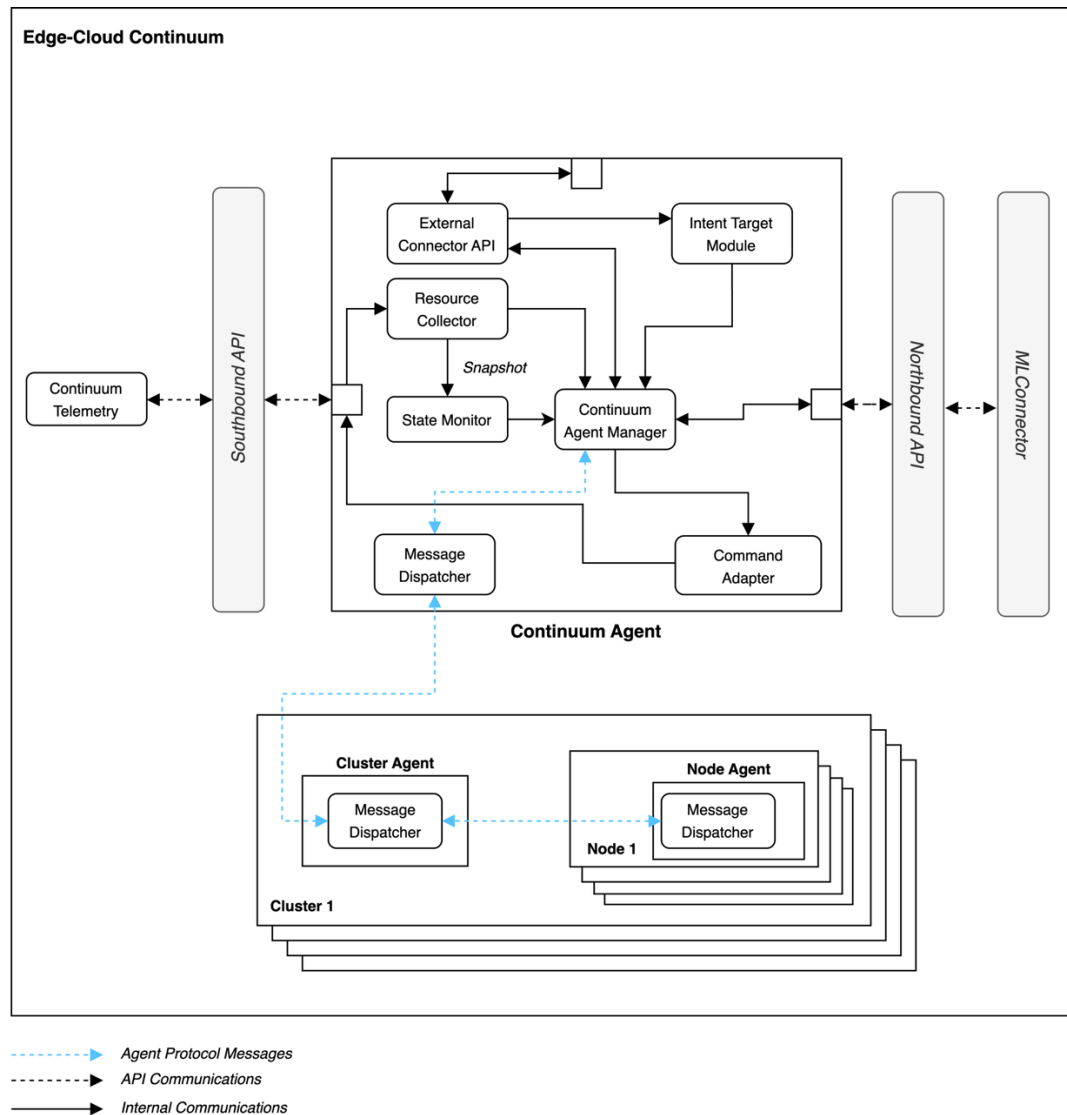 Edge-Cloud Continuum
External
Connector API
Intent Target
Module
Resource
Collector
Snapshot
Continuum
Telemetry
Southbound API
State Monitor
Continuum
Agent Manager
Northbound API
MLConnector
Message
Dispatcher
Command
Adapter
Continuum Agent
Cluster Agent
Message
Dispatcher
Node Agent
Message
Dispatcher
Node 1
Cluster 1
Agent Protocol Messages
API Communications
Internal Communications